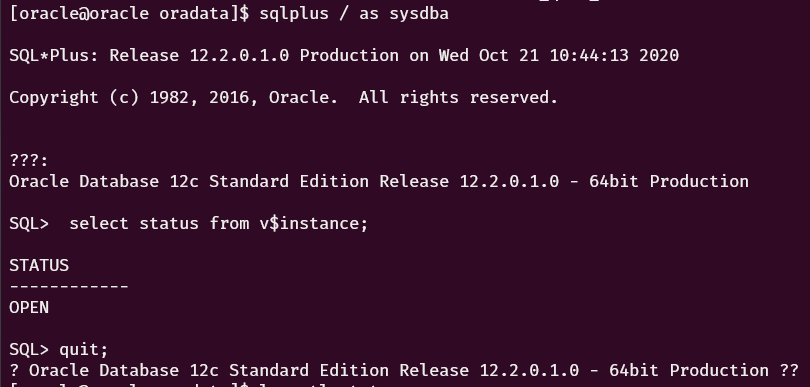 [oracle@oracle oradata]$ sqlplus / as sysdba
SQL*Plus: Release 12.2.0.1.0 Production on Wed Oct 21 10:44:13 2020
Copyright (c) 1982, 2016, Oracle.  All rights reserved.
???:
Oracle Database 12c Standard Edition Release 12.2.0.1.0 - 64bit Production
SQL>  select status from v$instance;
STATUS
------------
OPEN
SQL> quit;
? Oracle Database 12c Standard Edition Release 12.2.0.1.0 - 64bit Production ??